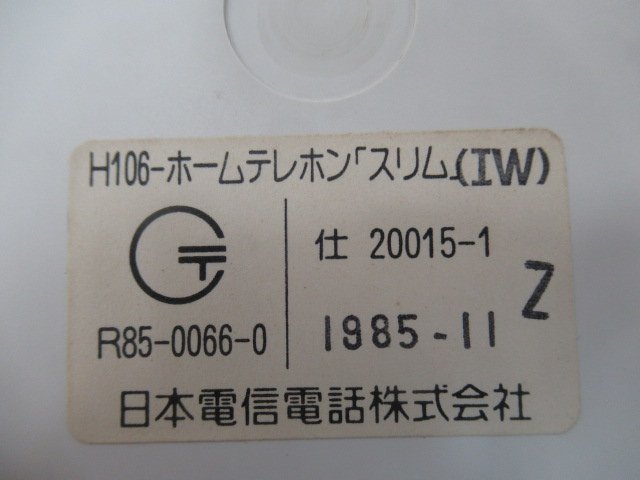 H106-ホームテレホン「スリム」(IW)
仕 20015-1
R85-0066-0
1985-11
Z
日本電信電話株式会社